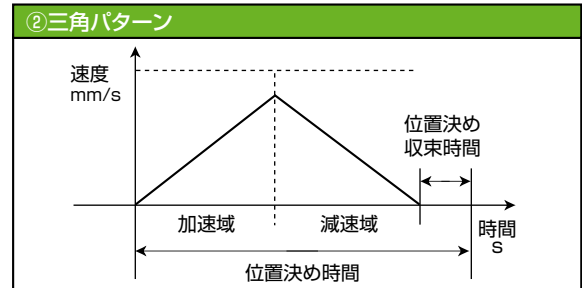 ②三角パターン
速度
mm/s
位置決め
収束時間
加速域
減速域
時間
s
位置決め時間